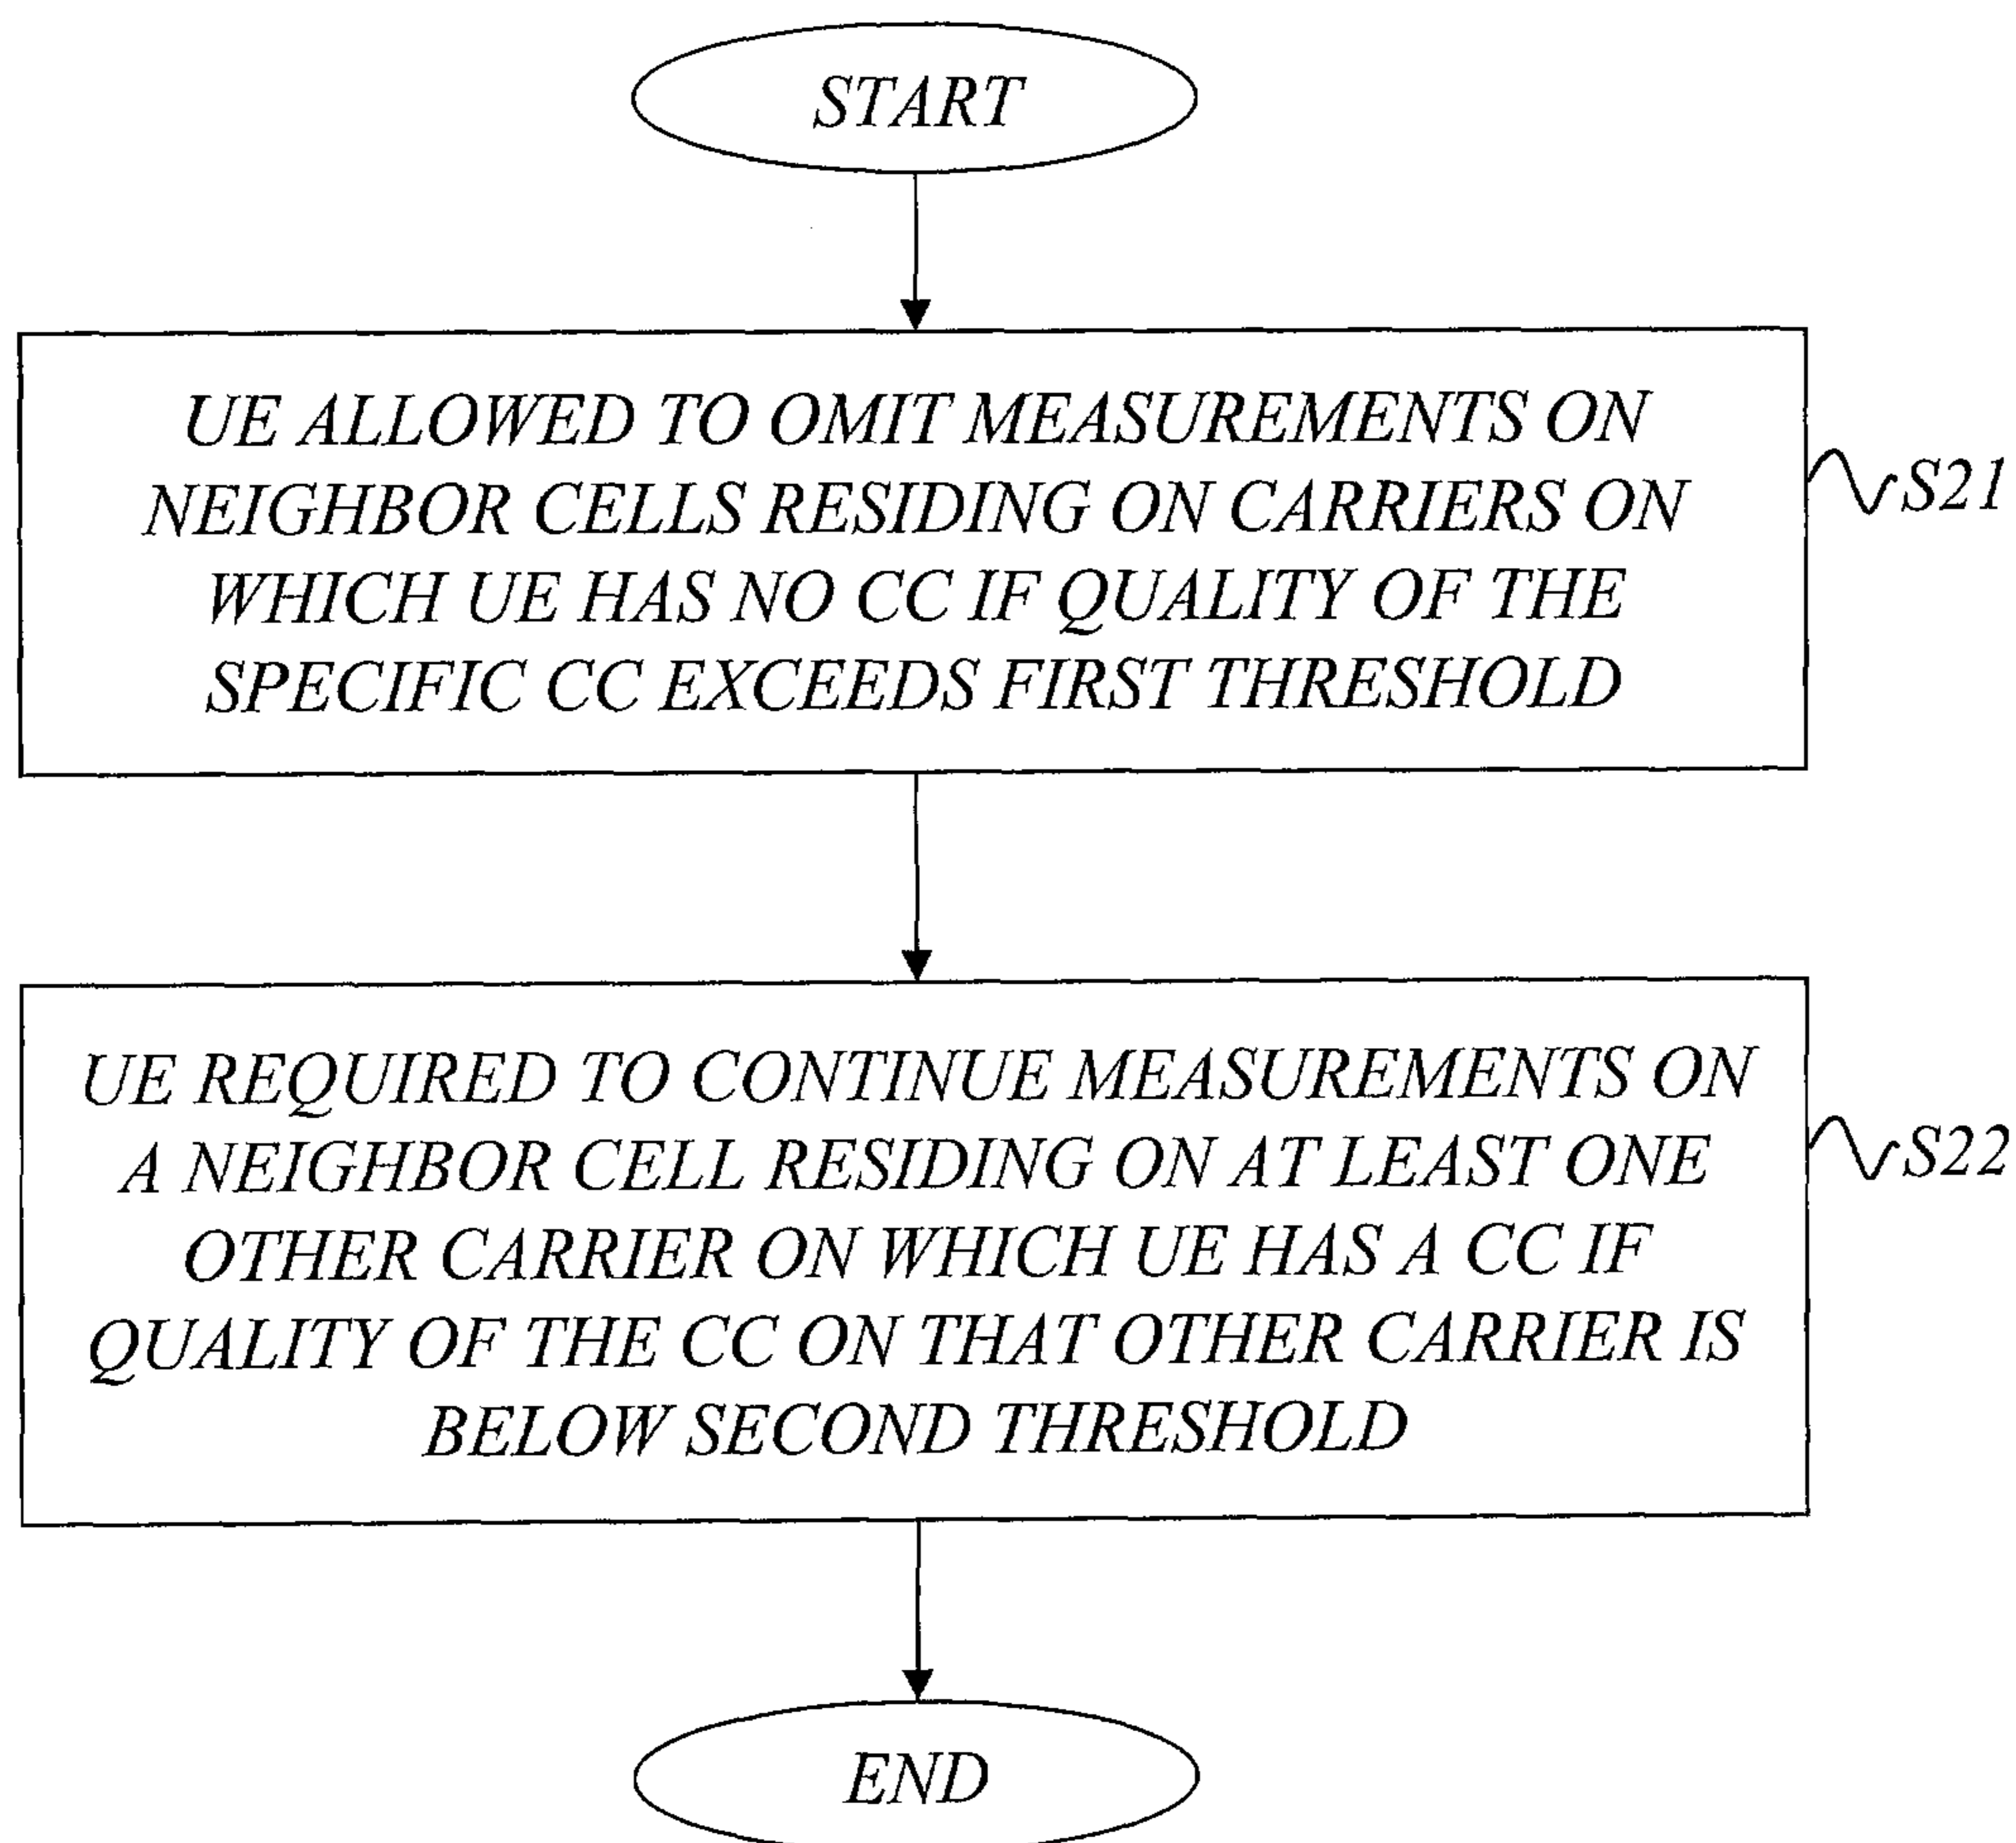 START
UE ALLOWED TO OMIT MEASUREMENTS ON
NEIGHBOR CELLS RESIDING ON CARRIERS ON
WHICH UE HAS NO CC IF QUALITY OF THE
SPECIFIC CC EXCEEDS FIRST THRESHOLD
S21
UE REQUIRED TO CONTINUE MEASUREMENTS ON
A NEIGHBOR CELL RESIDING ON AT LEAST ONE
OTHER CARRIER ON WHICH UE HAS A CC IF
QUALITY OF THE CC ON THAT OTHER CARRIER IS
BELOW SECOND THRESHOLD
S22
END